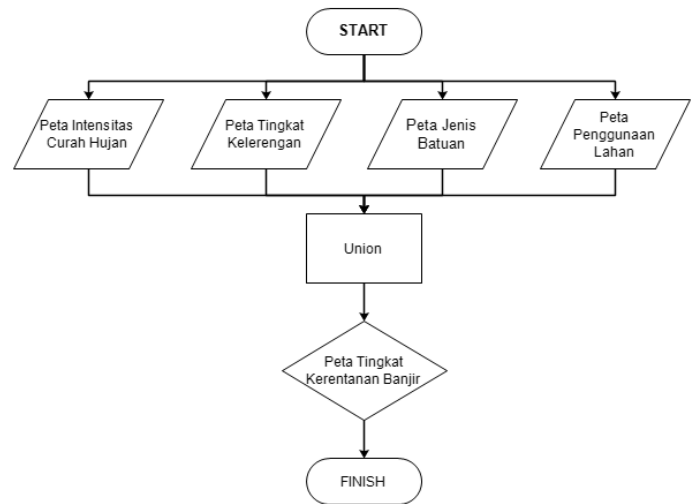 START
Peta Intensitas
Curah Hujan
Peta Tingkat
Kelerengan
Peta Jenis
Batuan
Peta
Penggunaan
Lahan
Union
Peta Tingkat
Kerentanan Banjir
FINISH